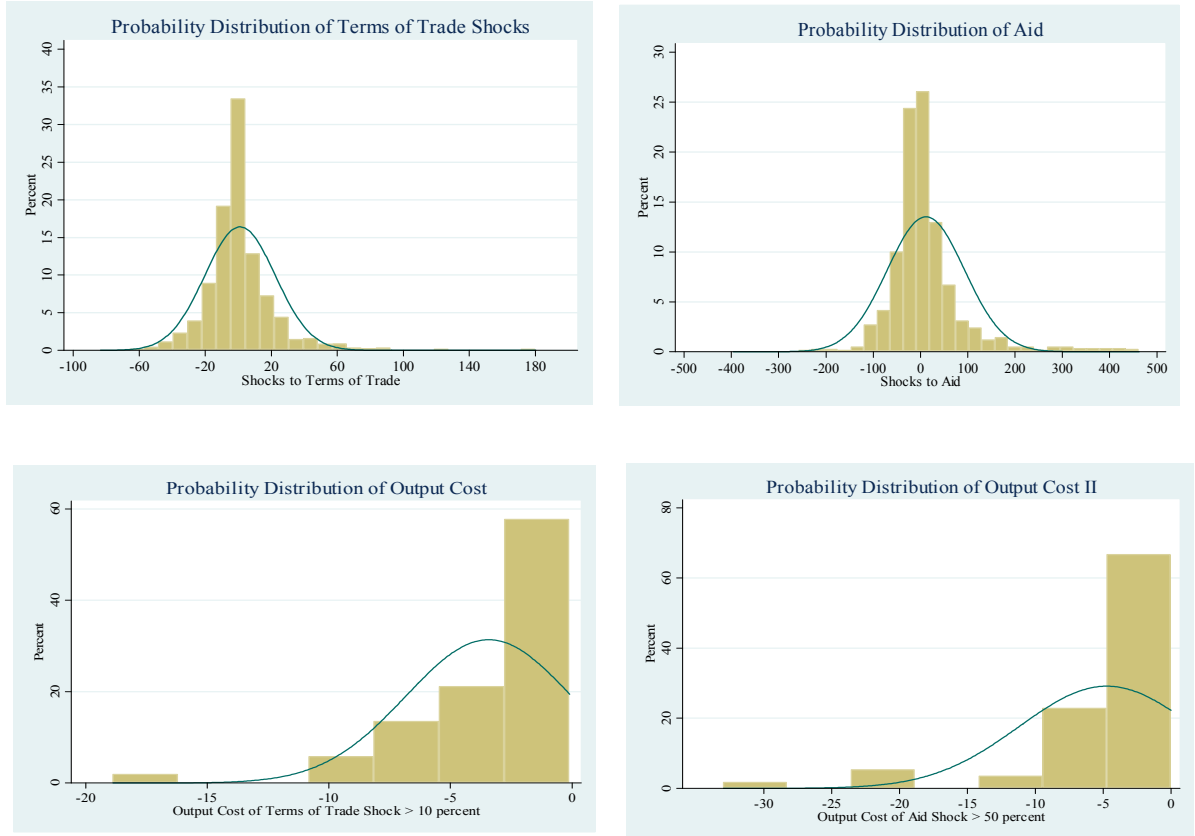 Probability Distribution of Terms of Trade Shocks
Percent
40
35
30
25
20
15
10
5
0
-100 -60 -20 20 60 100 140 180
Shocks to Terms of Trade
Probability Distribution of Aid
Percent
30
25
20
15
10
5
0
-500 -400 -300 -200 -100 0 100 200 300 400 500
Shocks to Aid
Probability Distribution of Output Cost
Percent
60
40
20
0
-20 -15 -10 -5 0
Output Cost of Terms of Trade Shock > 10 percent
Probability Distribution of Output Cost II
Percent
80
60
40
20
0
-30 -25 -20 -15 -10 -5 0
Output Cost of Aid Shock > 50 percent